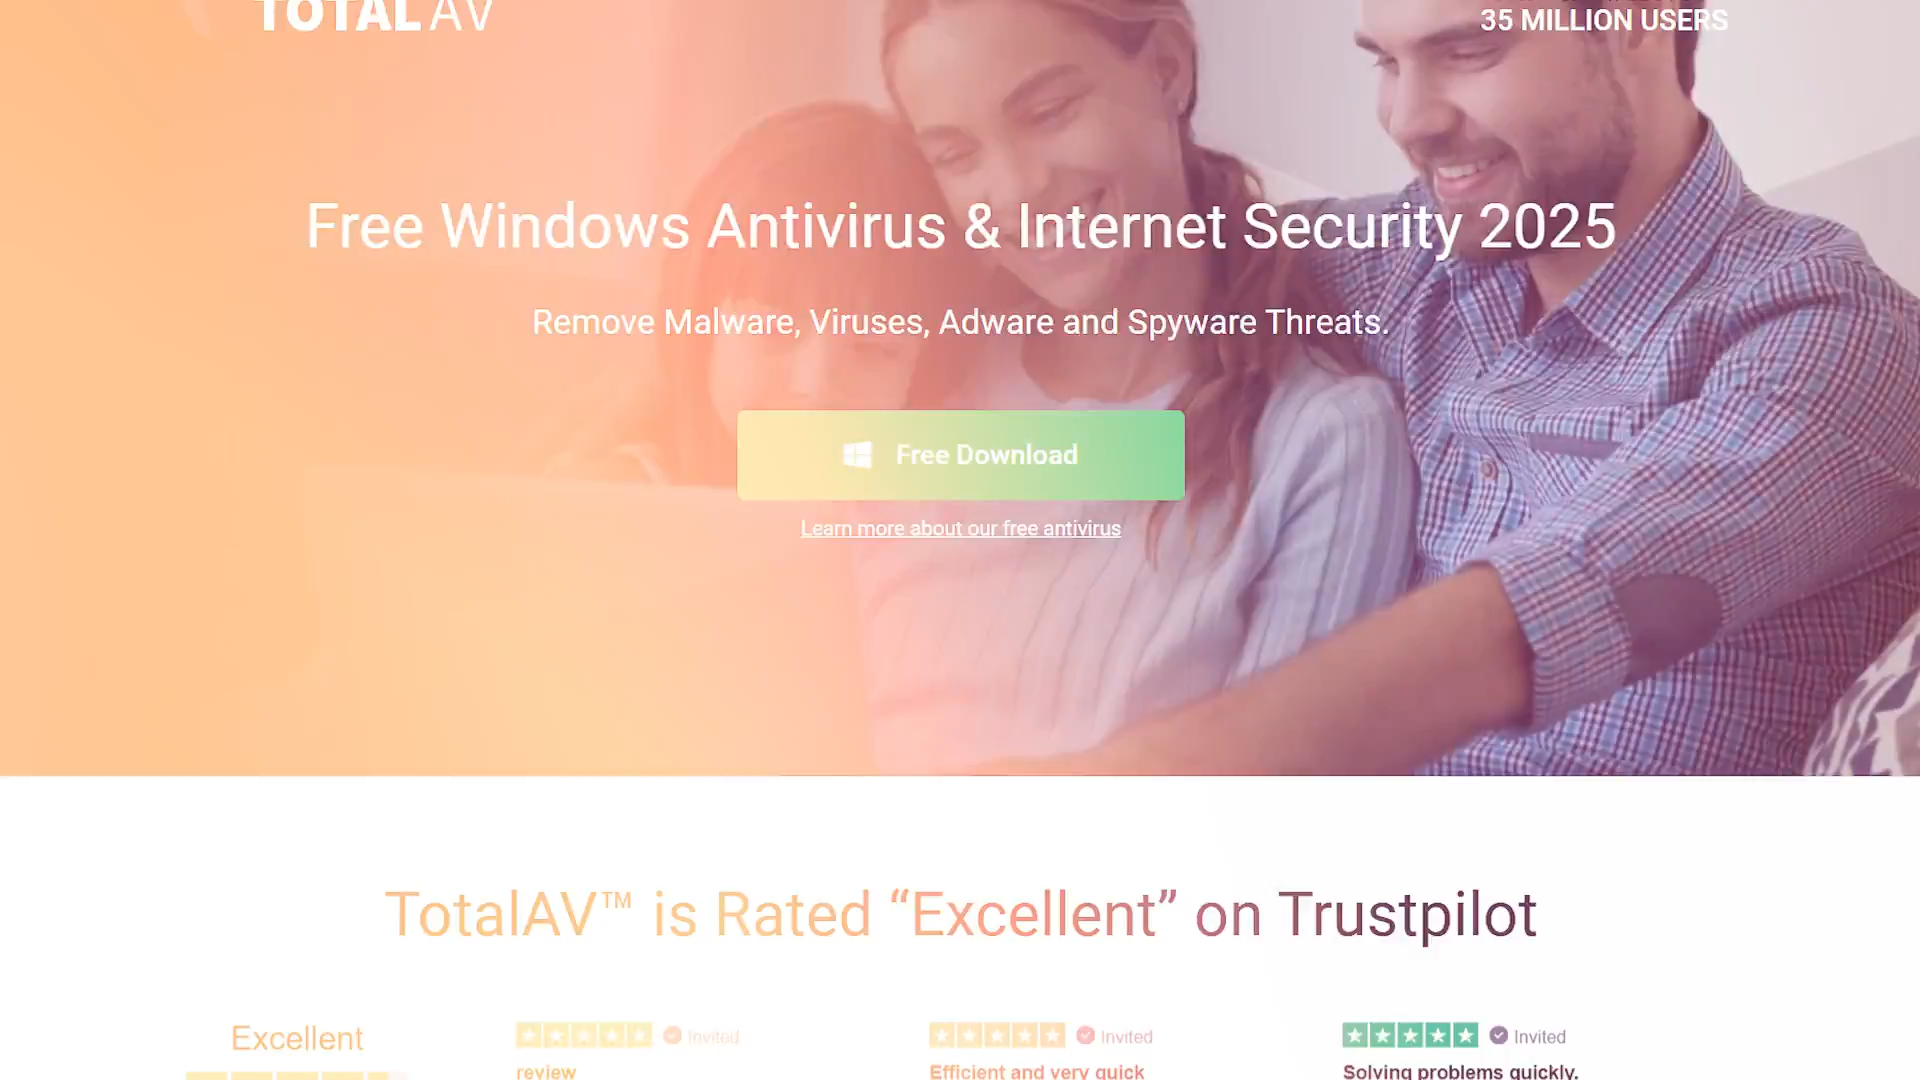 TOTAL AV
35 MILLION USERS
Free Windows Antivirus & Internet Security 2025
Remove Malware, Viruses, Adware and Spyware Threats.
Free Download
Learn more about our free antivirus
TotalAV™ is Rated “Excellent” on Trustpilot
Excellent
Invited
review
Invited
Efficient and very quick
Invited
Solving problems quickly.